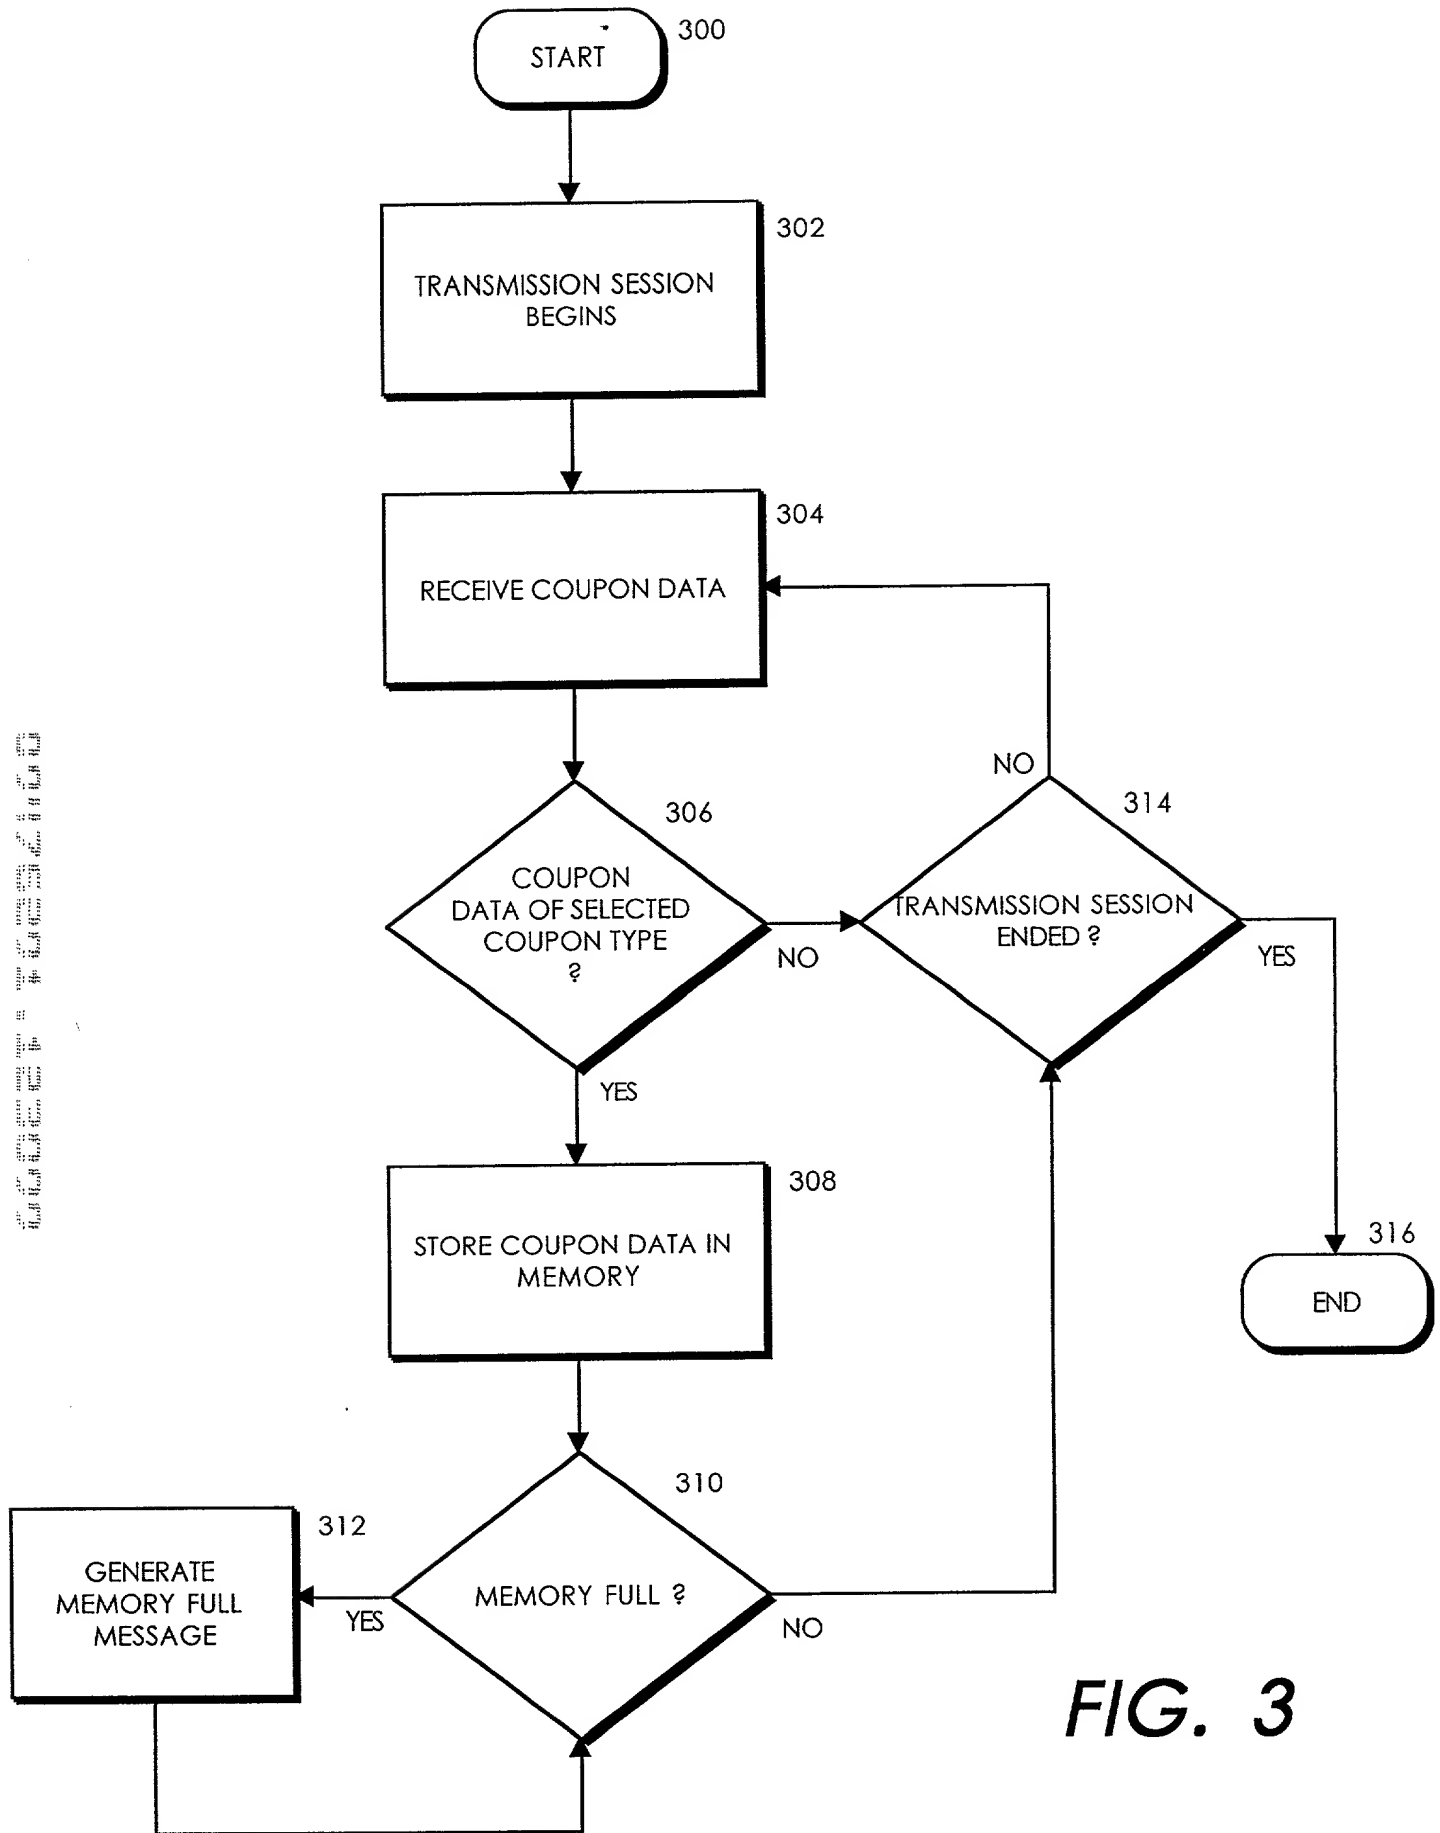 START
300
TRANSMISSION SESSION
BEGINS
302
RECEIVE COUPON DATA
304
COUPON
DATA OF SELECTED
COUPON TYPE
?
306
NO
YES
NO
314
TRANSMISSION SESSION
ENDED ?
YES
STORE COUPON DATA IN
MEMORY
308
316
END
MEMORY FULL ?
310
YES
NO
312
GENERATE
MEMORY FULL
MESSAGE
FIG. 3